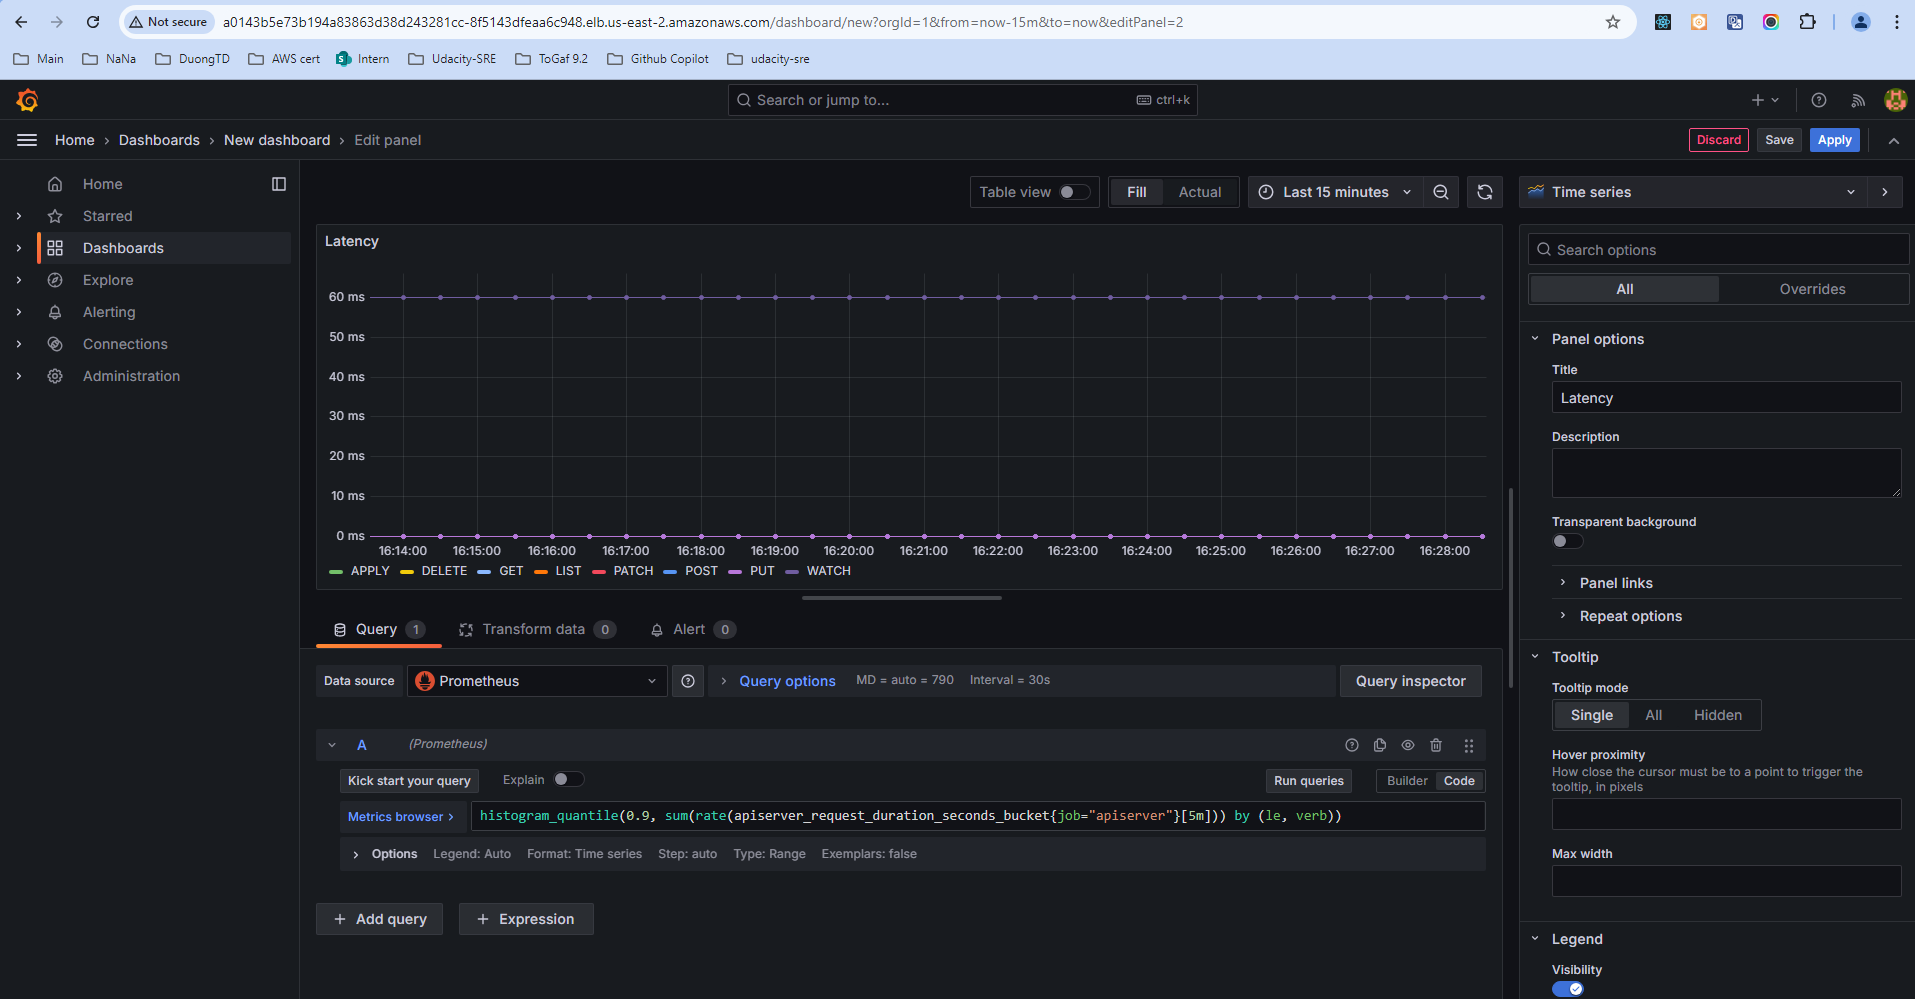 Not secure
a0143b5e73b194a83863d38d243281cc-8f5143dfeaa6c948.elb.us-east-2.amazonaws.com/dashboard/new?orgId=1&from=now-15m&to=now&editPanel=2
Main
NaNa
DuongTD
AWS cert
Intern
Udacity-SRE
ToGaf 9.2
Github Copilot
udacity-sre
Search or jump to...
ctrl+k
Home › Dashboards › New dashboard › Edit panel
Discard
Save
Apply
Home
Starred
Dashboards
Explore
Alerting
Connections
Administration
Table view
Fill
Actual
Last 15 minutes
Latency
60 ms
50 ms
40 ms
30 ms
20 ms
10 ms
0 ms
16:14:00 16:15:00 16:16:00 16:17:00 16:18:00 16:19:00 16:20:00 16:21:00 16:22:00 16:23:00 16:24:00 16:25:00 16:26:00 16:27:00 16:28:00
APPLY DELETE GET LIST PATCH POST PUT WATCH
Query 1
Transform data 0
Alert 0
Data source
Prometheus
Query options
MD = auto = 790
Interval = 30s
Query inspector
A
(Prometheus)
Kick start your query
Explain
Run queries
Builder
Code
Metrics browser ›
histogram_quantile(0.9, sum(rate(apiserver_request_duration_seconds_bucket{job="apiserver"}[5m])) by (le, verb))
Options
Legend: Auto
Format: Time series
Step: auto
Type: Range
Exemplars: false
+ Add query
+ Expression
Time series
Search options
All
Overrides
Panel options
Title
Latency
Description
Transparent background
Panel links
Repeat options
Tooltip
Tooltip mode
Single
All
Hidden
Hover proximity
How close the cursor must be to a point to trigger the
tooltip, in pixels
Max width
Legend
Visibility